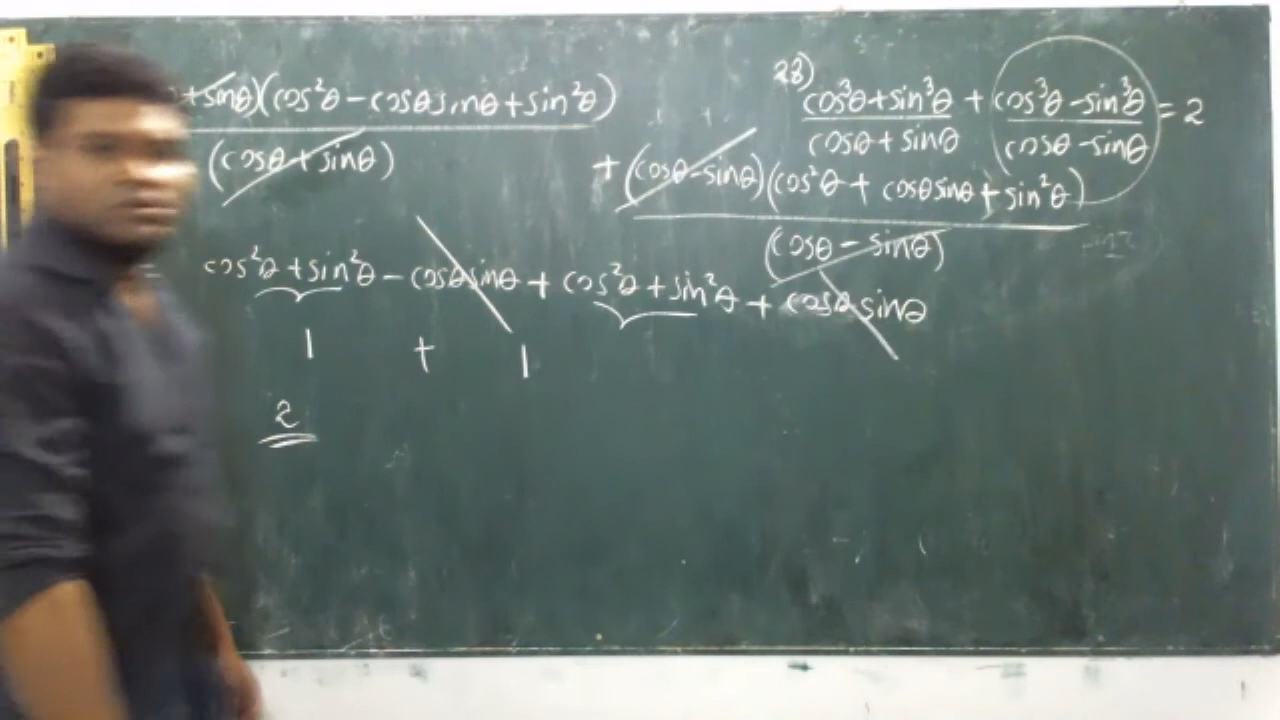 28)
cos³θ+sin³θ / cosθ+sinθ + cos³θ-sin³θ / cosθ-sinθ = 2
+sinθ)(cos²θ-cosθsinθ+sin²θ) / (cosθ+sinθ)
+ (cosθ-sinθ)(cos²θ+cosθsinθ+sin²θ) / (cosθ-sinθ)
= cos²θ+sin²θ-cosθsinθ+cos²θ+sin²θ+cosθsinθ
1 + 1
2